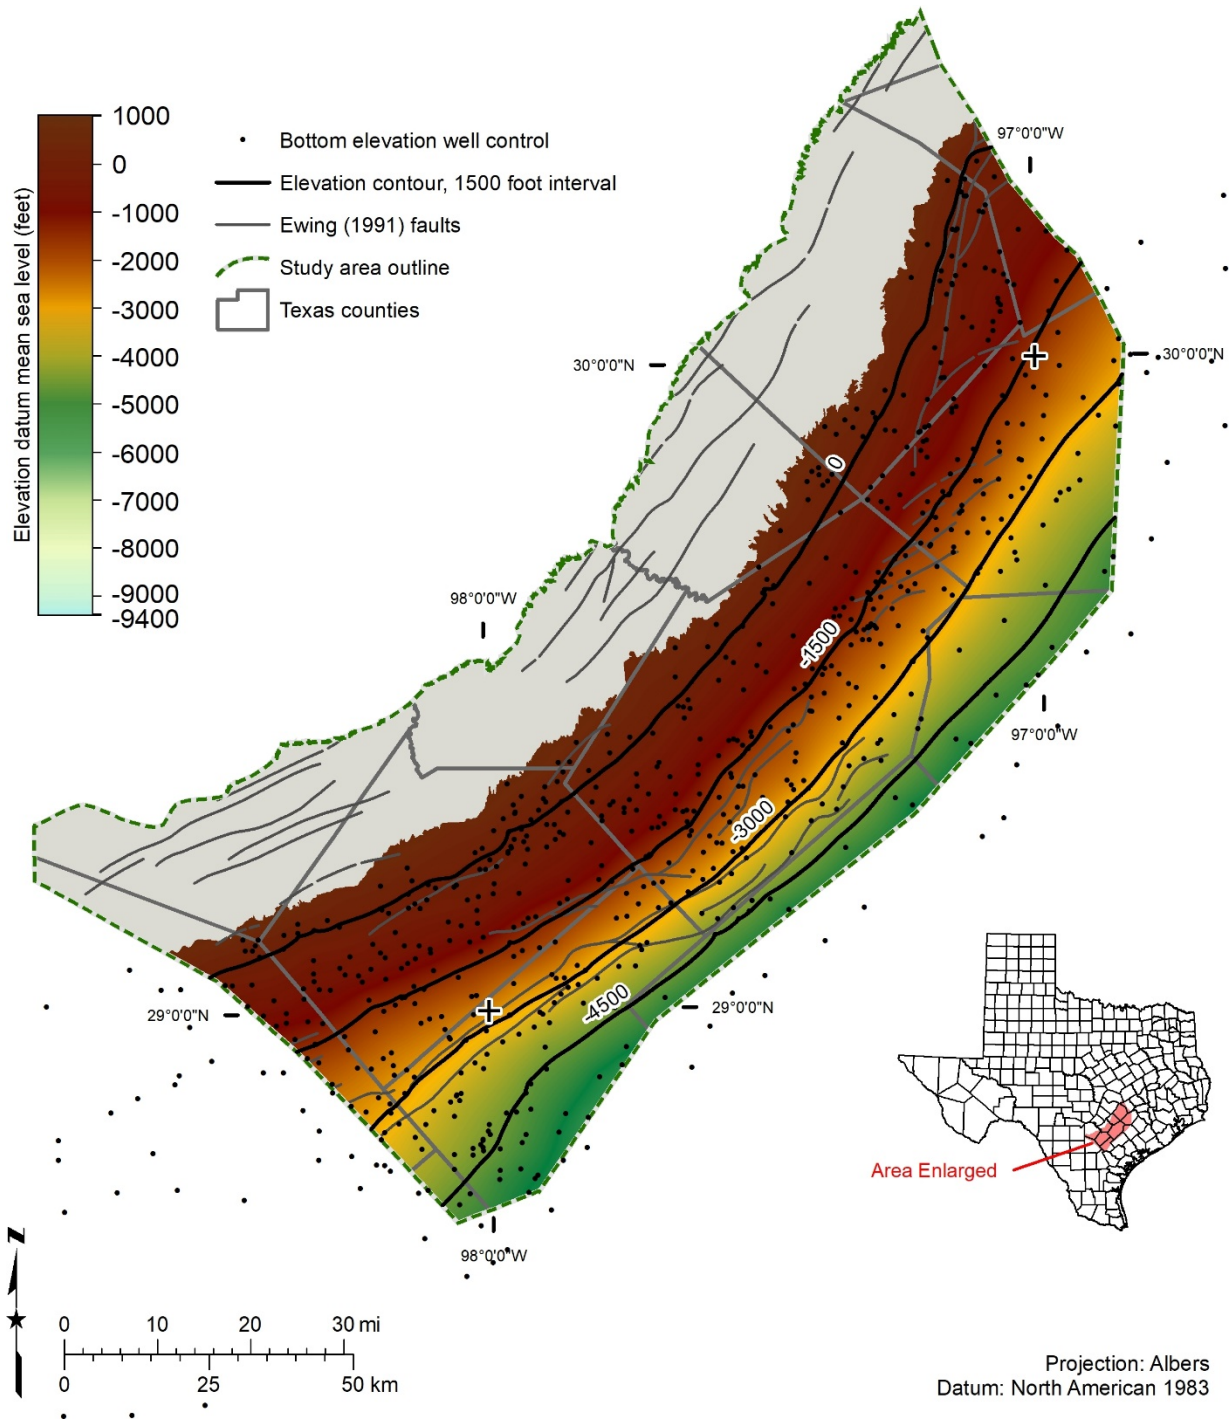 1000
0
-1000
-2000
-3000
-4000
-5000
-6000
-7000
-8000
-9000
-9400
Elevation datum mean sea level (feet)
Bottom elevation well control
Elevation contour, 1500 foot interval
Ewing (1991) faults
Study area outline
Texas counties
97°0'0"W
30°0'0"N
30°0'0"N
0
98°0'0"W
-1500
97°0'0"W
-3000
-4500
29°0'0"N
29°0'0"N
98°0'0"W
Area Enlarged
N
0 10 20 30 mi
0 25 50 km
Projection: Albers
Datum: North American 1983